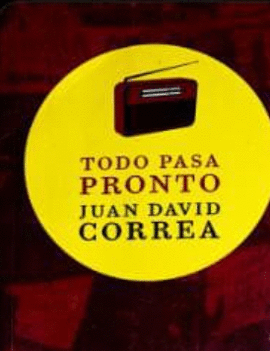 TODO PASA
PRONTO
JUAN DAVID
CORREA